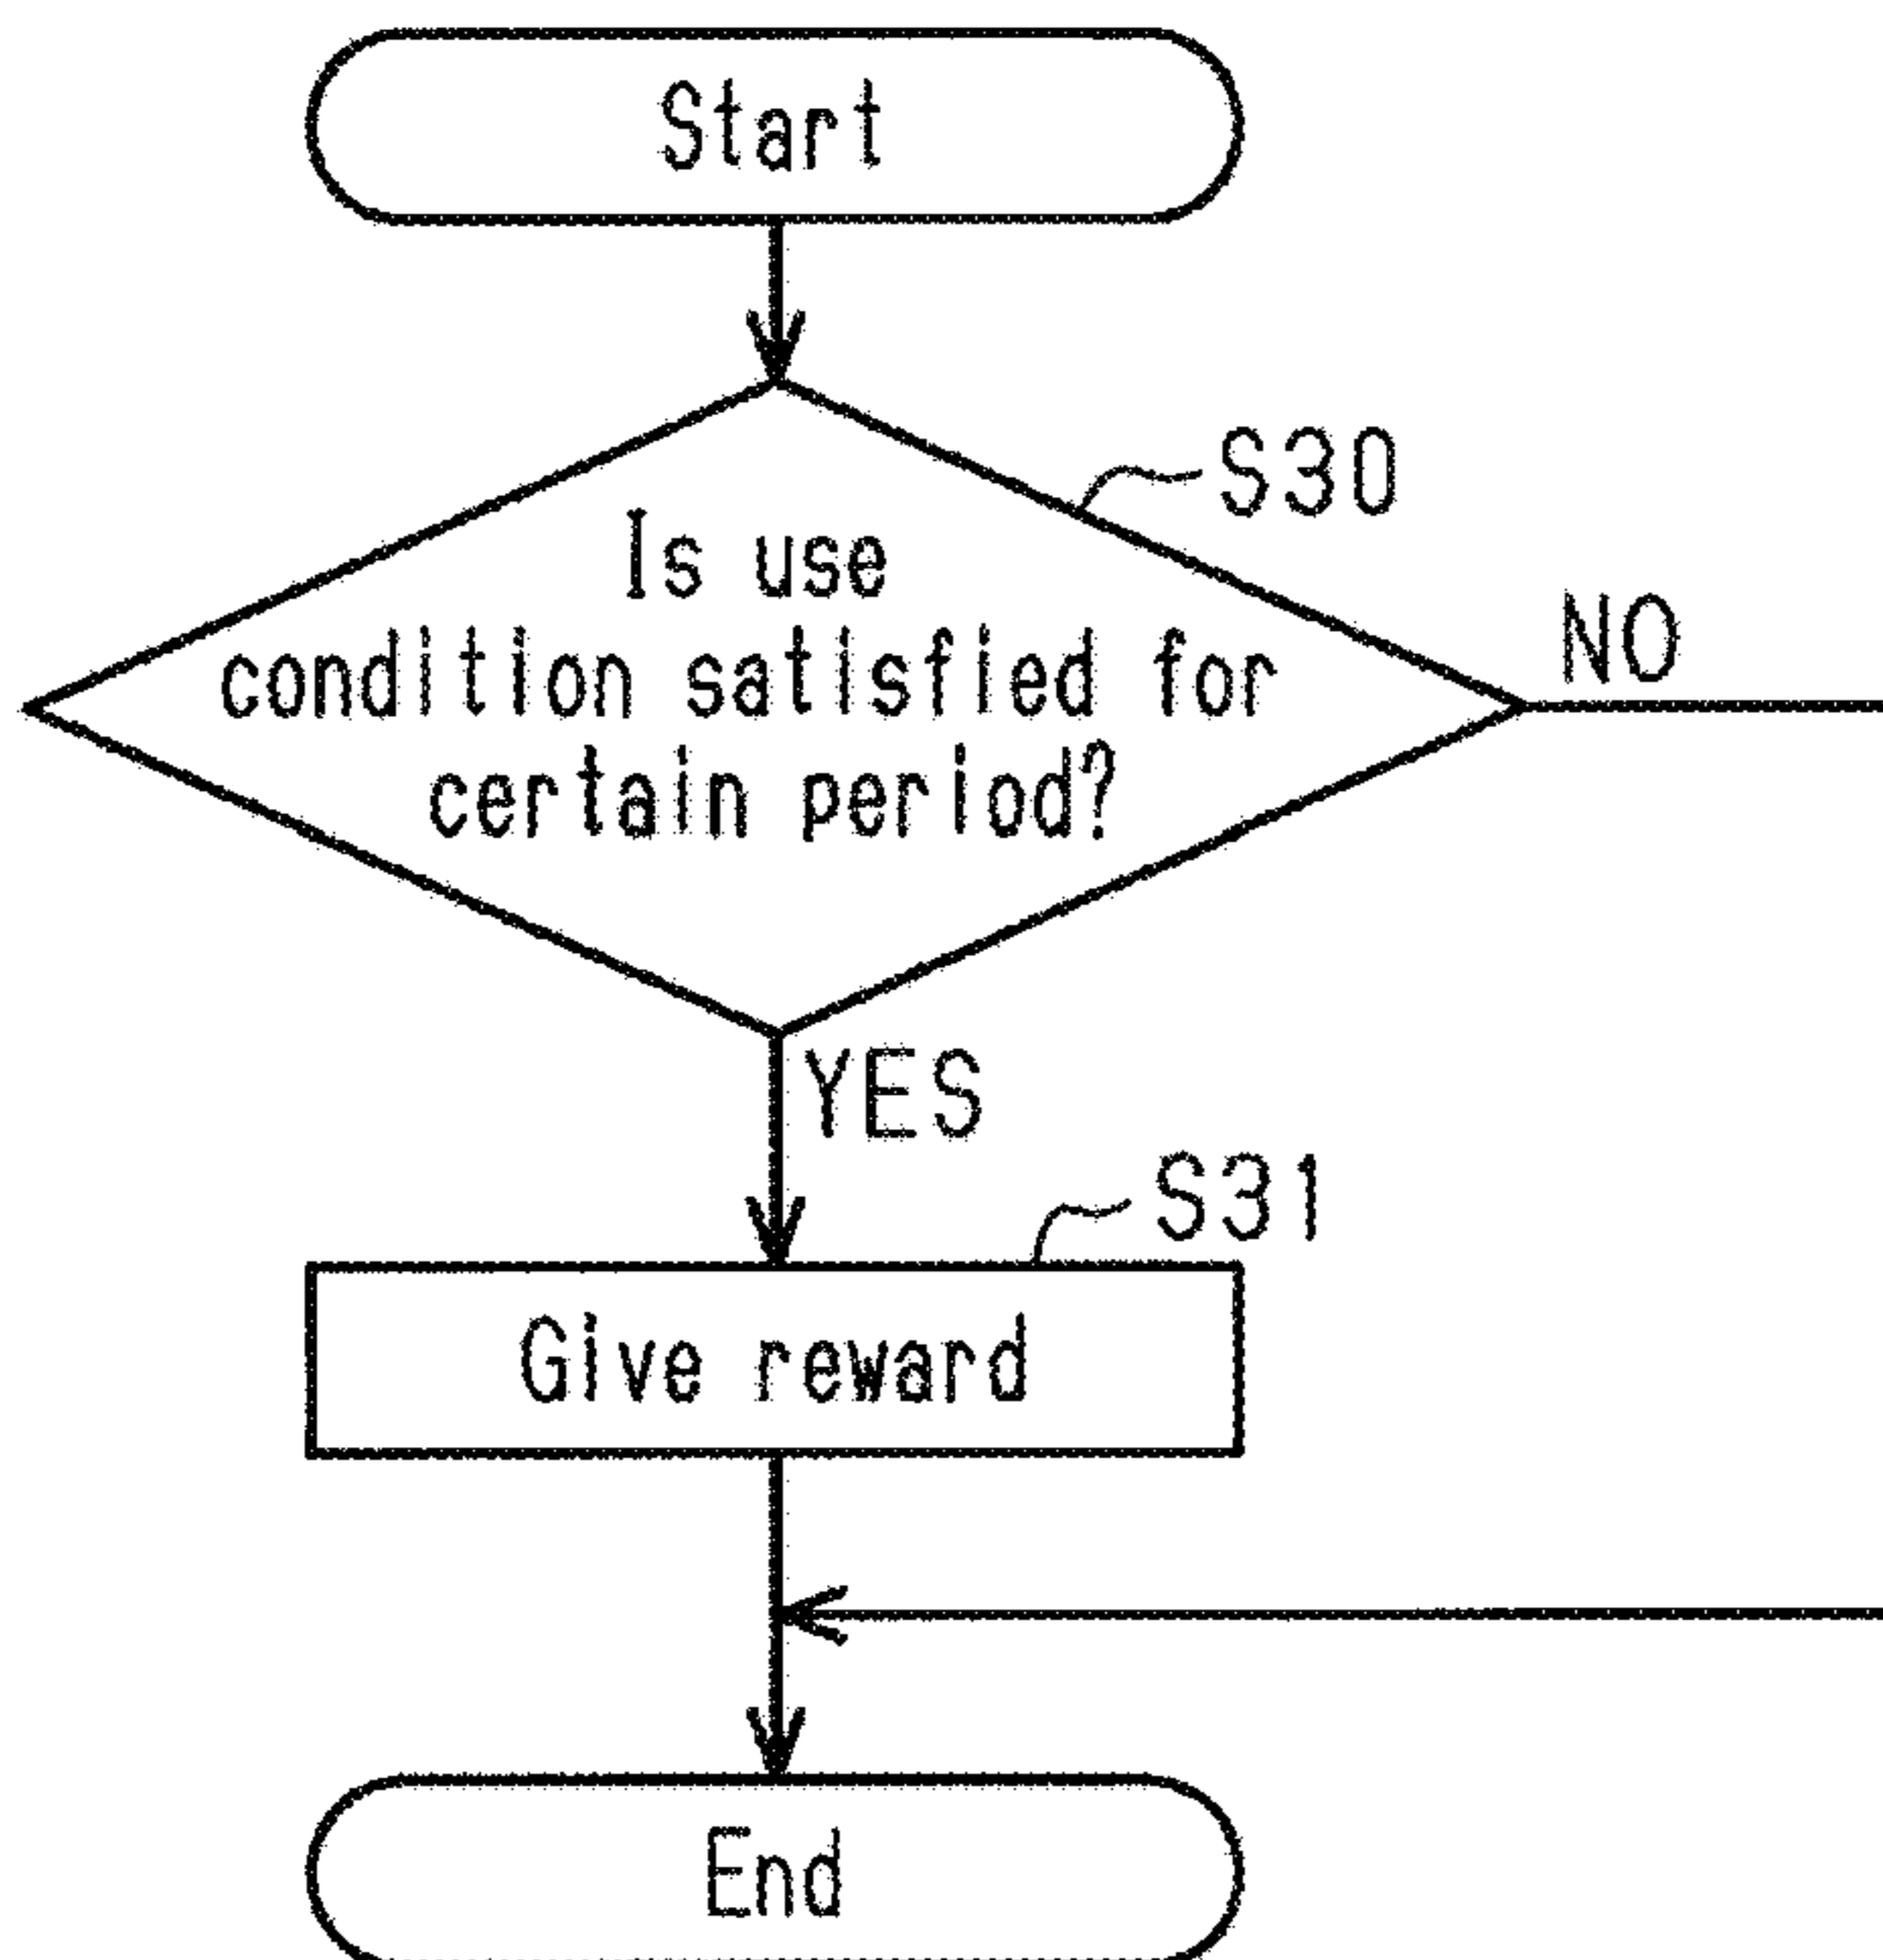 Start
S30
Is use
condition satisfied for
certain period?
NO
YES
S31
Give reward
End